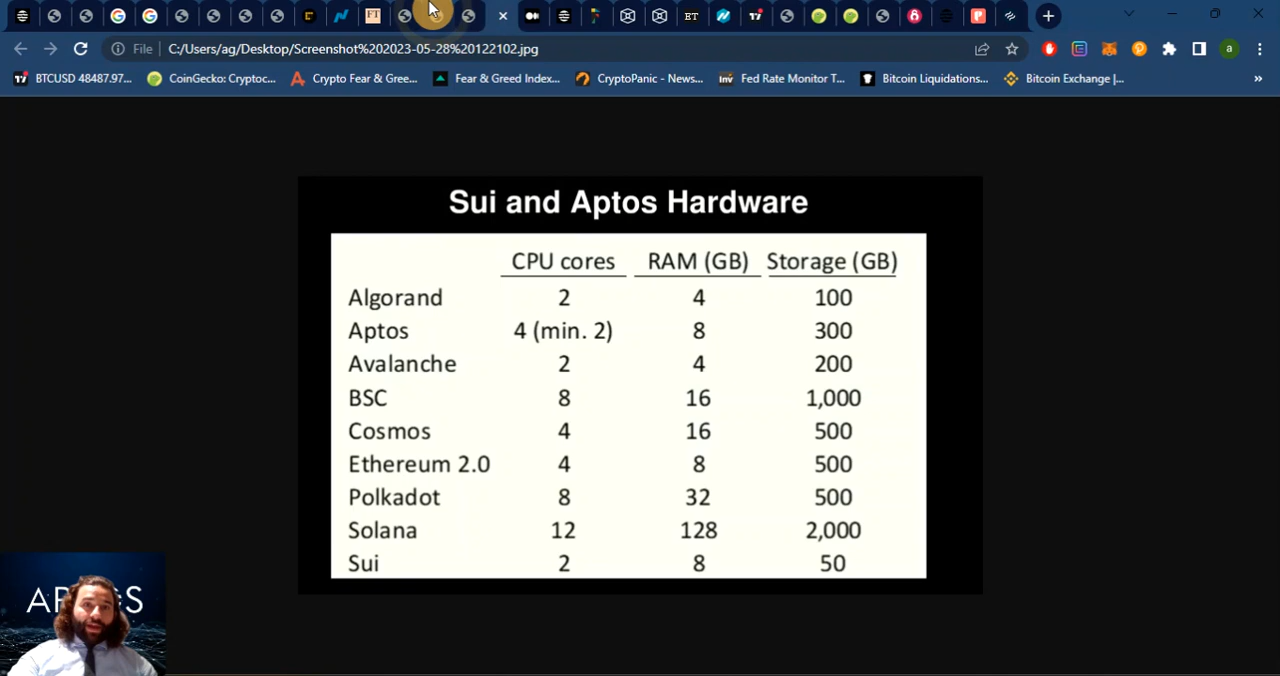 File C:/Users/ag/Desktop/Screenshot%202023-05-28%20122102.jpg
BTCUSD 48487.97... CoinGecko: Cryptoc... Crypto Fear & Gree... Fear & Greed Index... CryptoPanic - News... Fed Rate Monitor T... Bitcoin Liquidations... Bitcoin Exchange |... »
Sui and Aptos Hardware
CPU cores RAM (GB) Storage (GB)
Algorand 2 4 100
Aptos 4 (min. 2) 8 300
Avalanche 2 4 200
BSC 8 16 1,000
Cosmos 4 16 500
Ethereum 2.0 4 8 500
Polkadot 8 32 500
Solana 12 128 2,000
Sui 2 8 50